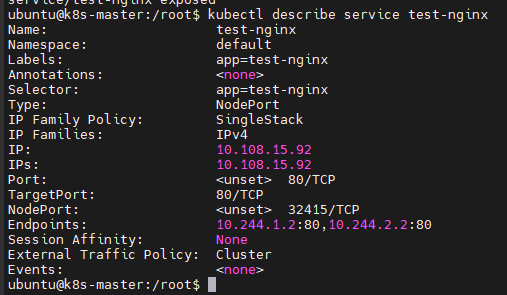 service/test-nginx exposed
ubuntu@k8s-master:/root$ kubectl describe service test-nginx
Name:                     test-nginx
Namespace:                default
Labels:                   app=test-nginx
Annotations:              <none>
Selector:                 app=test-nginx
Type:                     NodePort
IP Family Policy:         SingleStack
IP Families:              IPv4
IP:                       10.108.15.92
IPs:                      10.108.15.92
Port:                     <unset>  80/TCP
TargetPort:               80/TCP
NodePort:                 <unset>  32415/TCP
Endpoints:                10.244.1.2:80,10.244.2.2:80
Session Affinity:         None
External Traffic Policy:  Cluster
Events:                   <none>
ubuntu@k8s-master:/root$